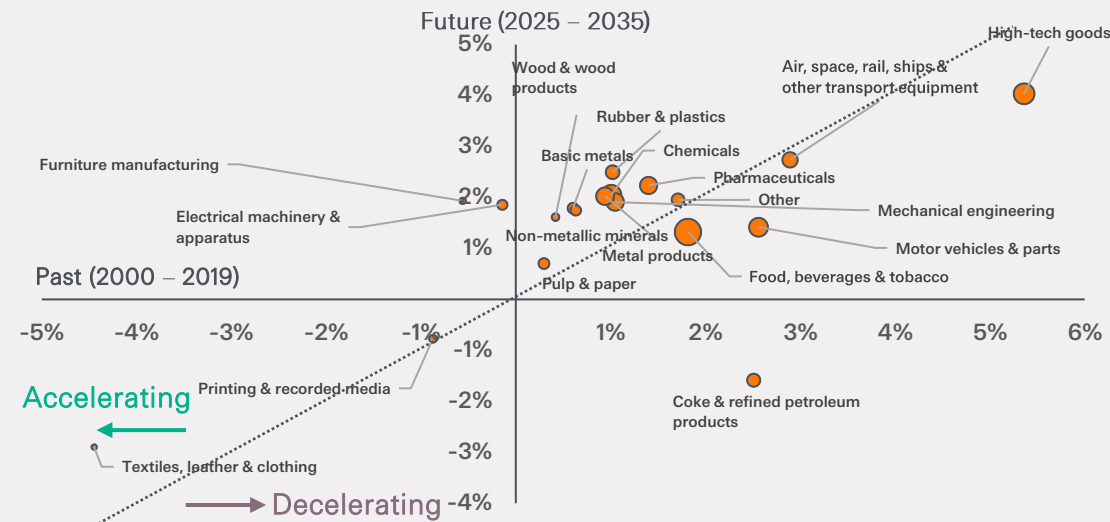 Future (2025 – 2035)
5%
High-tech goods
Wood & wood
products
Air, space, rail, ships &
other transport equipment
4%
Rubber & plastics
3%
Basic metals
Chemicals
Furniture manufacturing
Pharmaceuticals
2%
Other
Electrical machinery &
apparatus
Mechanical engineering
Non-metallic minerals
1%
Metal products
Motor vehicles & parts
Past (2000 – 2019)
Pulp & paper
Food, beverages & tobacco
-5%
-4%
-3%
-2%
-1%
1%
2%
3%
4%
5%
6%
-1%
Accelerating
Printing & recorded media
-2%
Coke & refined petroleum
products
-3%
Textiles, leather & clothing
Decelerating
-4%